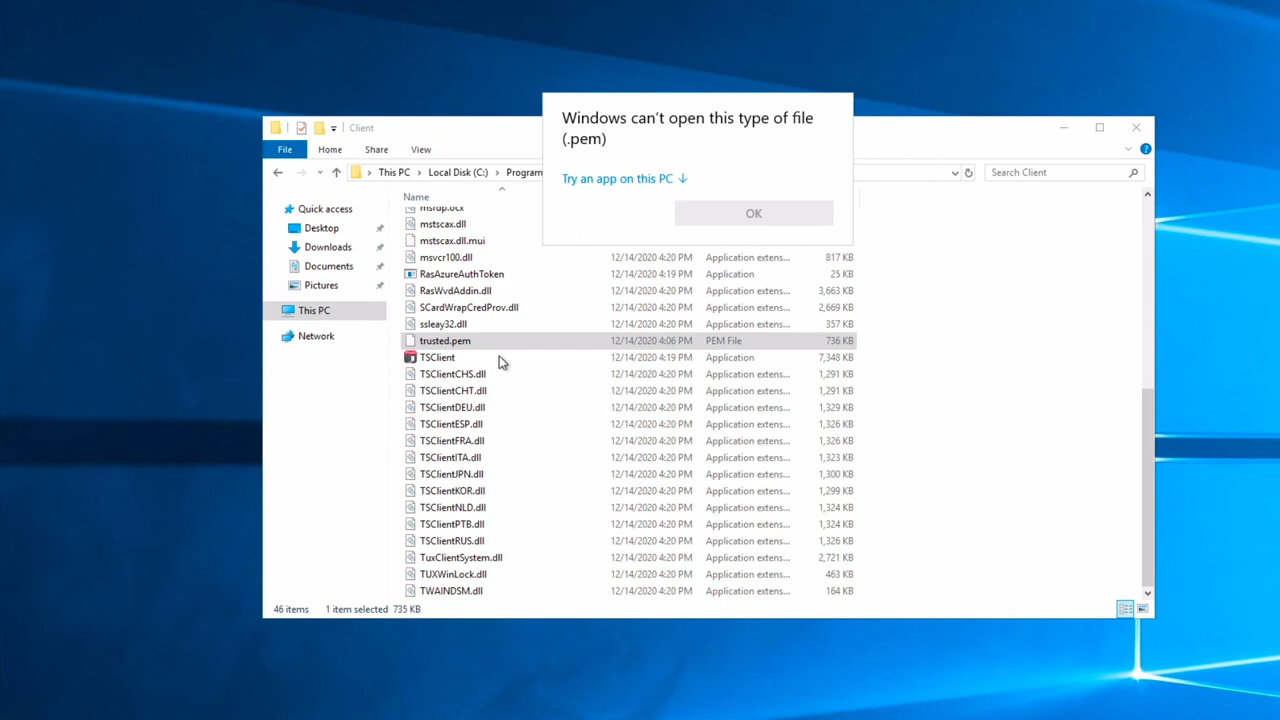 Windows can't open this type of file
(.pem)
Try an app on this PC ↓
OK
Client
File Home Share View
This PC > Local Disk (C:) > Program
Search Client
Quick access
Desktop
Downloads
Documents
Pictures
This PC
Network
Name
msrup.ocx
mstscax.dll
mstscax.dll.mui
msvcr100.dll 12/14/2020 4:20 PM Application extens... 817 KB
RasAzureAuthToken 12/14/2020 4:19 PM Application 25 KB
RasWvdAddin.dll 12/14/2020 4:20 PM Application extens... 3,663 KB
SCardWrapCredProv.dll 12/14/2020 4:20 PM Application extens... 2,669 KB
ssleay32.dll 12/14/2020 4:20 PM Application extens... 357 KB
trusted.pem 12/14/2020 4:06 PM PEM File 736 KB
TSClient 12/14/2020 4:19 PM Application 7,348 KB
TSClientCHS.dll 12/14/2020 4:20 PM Application extens... 1,291 KB
TSClientCHT.dll 12/14/2020 4:20 PM Application extens... 1,291 KB
TSClientDEU.dll 12/14/2020 4:20 PM Application extens... 1,329 KB
TSClientESP.dll 12/14/2020 4:20 PM Application extens... 1,326 KB
TSClientFRA.dll 12/14/2020 4:20 PM Application extens... 1,326 KB
TSClientITA.dll 12/14/2020 4:20 PM Application extens... 1,323 KB
TSClientJPN.dll 12/14/2020 4:20 PM Application extens... 1,300 KB
TSClientKOR.dll 12/14/2020 4:20 PM Application extens... 1,299 KB
TSClientNLD.dll 12/14/2020 4:20 PM Application extens... 1,324 KB
TSClientPTB.dll 12/14/2020 4:20 PM Application extens... 1,324 KB
TSClientRUS.dll 12/14/2020 4:20 PM Application extens... 1,326 KB
TuxClientSystem.dll 12/14/2020 4:20 PM Application extens... 2,721 KB
TUXWinLock.dll 12/14/2020 4:20 PM Application extens... 463 KB
TWAINDSM.dll 12/14/2020 4:20 PM Application extens... 164 KB
46 items 1 item selected 735 KB